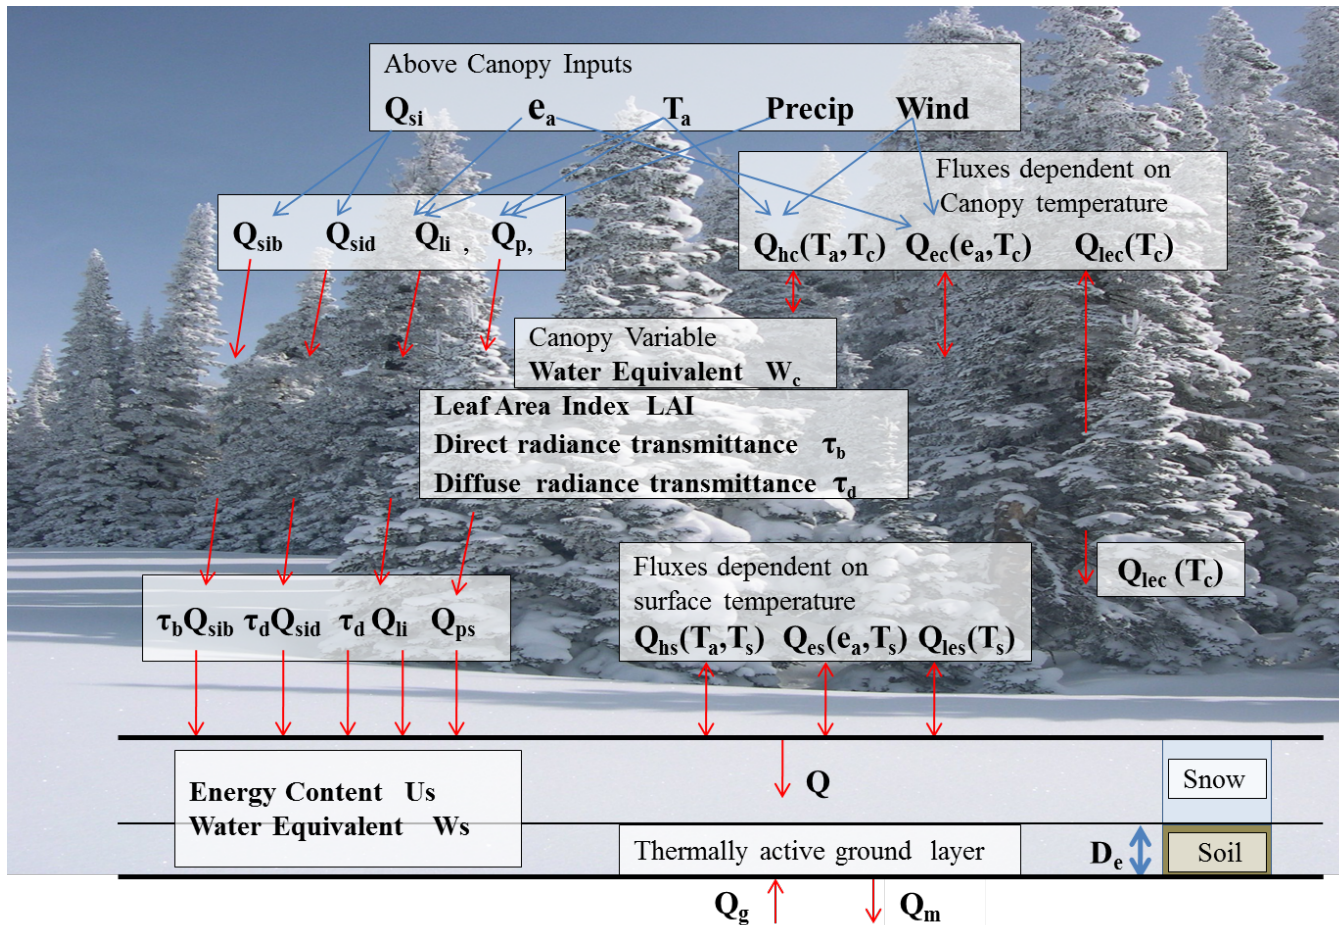 Above Canopy Inputs
Qsi ea Ta Precip Wind
Fluxes dependent on
Canopy temperature
Qsib Qsid Qli , Qp,
Qhc(Ta,Tc) Qec(ea,Tc) Qlec(Tc)
Canopy Variable
Water Equivalent Wc
Leaf Area Index LAI
Direct radiance transmittance τb
Diffuse radiance transmittance τd
Fluxes dependent on
surface temperature
Qhs(Ta,Ts) Qes(ea,Ts) Qles(Ts)
Qlec (Tc)
τbQsib τdQsid τd Qli Qps
Energy Content Us
Water Equivalent Ws
Q
Snow
Thermally active ground layer
De
Soil
Qg
Qm